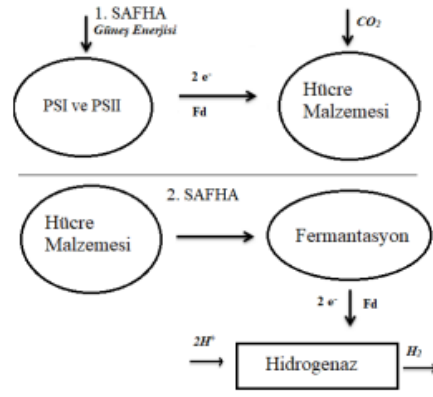 1. SAFHA
Güneş Enerjisi
CO₂
PSI ve PSII
2 e⁻
Fd
Hücre
Malzemesi
2. SAFHA
Hücre
Malzemesi
Fermantasyon
2 e⁻ Fd
2H⁺
Hidrogenaz
H₂